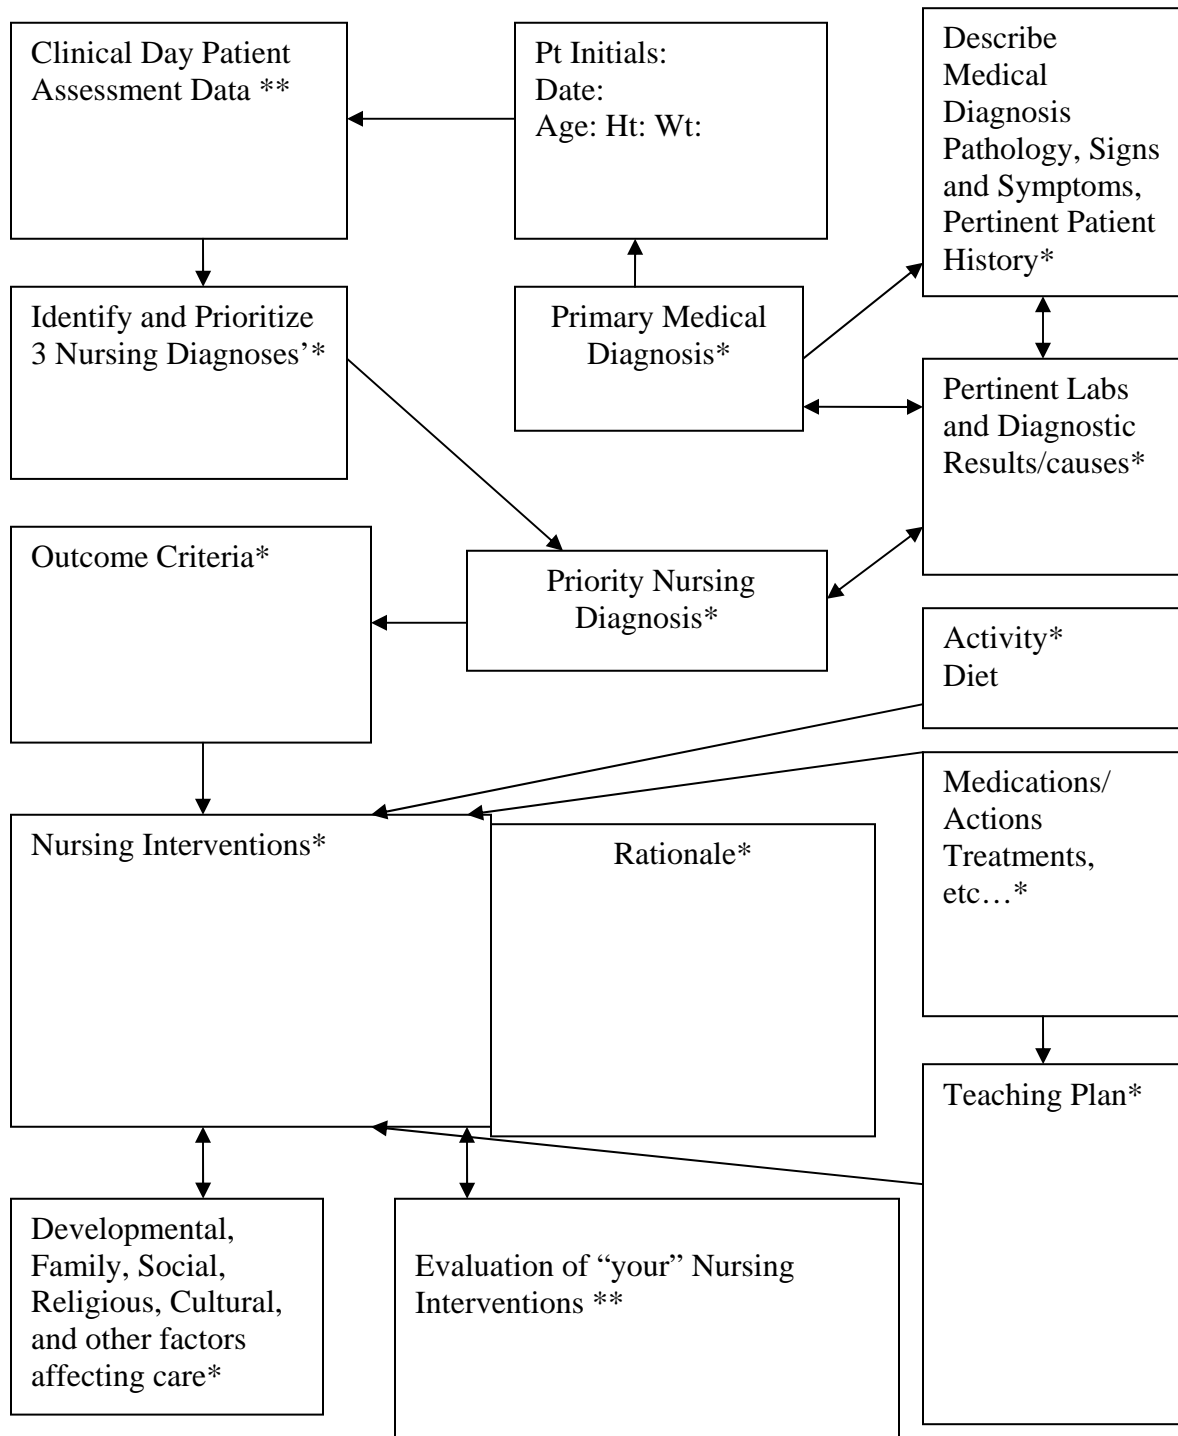 Clinical Day Patient
Assessment Data **
Pt Initials:
Date:
Age: Ht: Wt:
Describe
Medical
Diagnosis
Pathology, Signs
and Symptoms,
Pertinent Patient
History*
Identify and Prioritize
3 Nursing Diagnoses’*
Primary Medical
Diagnosis*
Pertinent Labs
and Diagnostic
Results/causes*
Outcome Criteria*
Priority Nursing
Diagnosis*
Activity*
Diet
Nursing Interventions*
Rationale*
Medications/
Actions
Treatments,
etc…*
Teaching Plan*
Developmental,
Family, Social,
Religious, Cultural,
and other factors
affecting care*
Evaluation of “your” Nursing
Interventions **